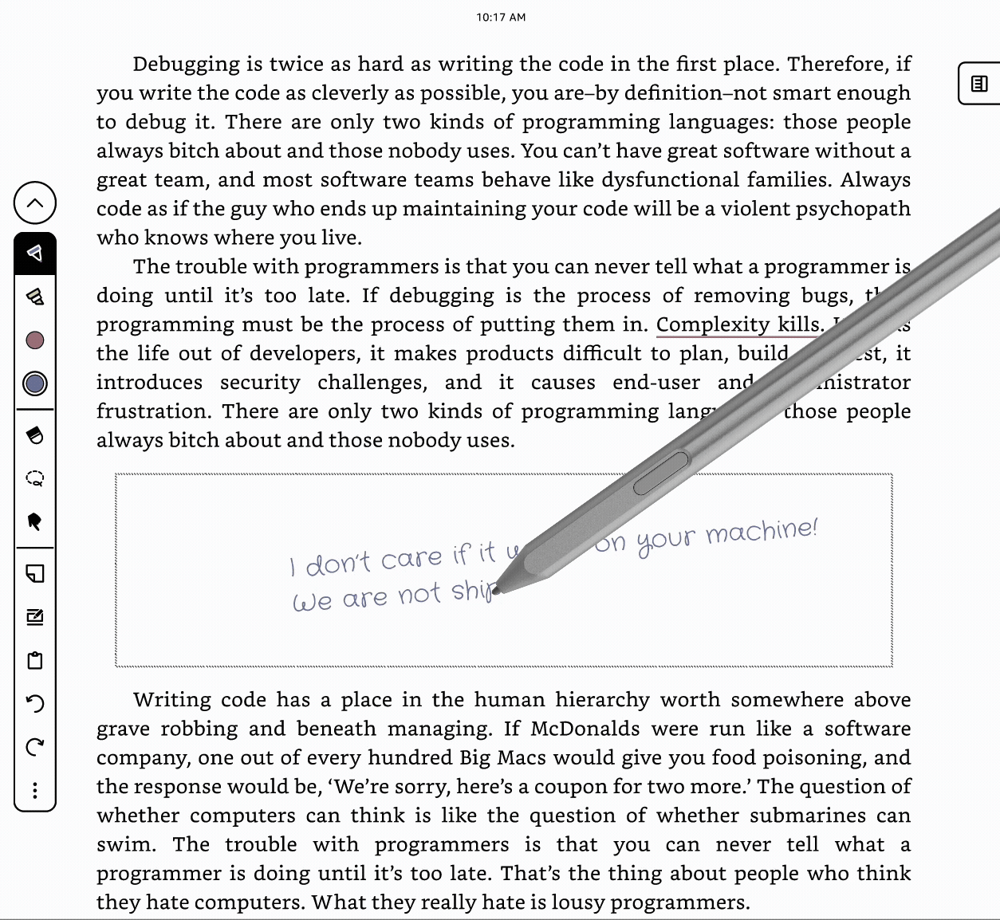 10:17 AM
Debugging is twice as hard as writing the code in the first place. Therefore, if
you write the code as cleverly as possible, you are–by definition–not smart enough
to debug it. There are only two kinds of programming languages: those people
always bitch about and those nobody uses. You can’t have great software without a
great team, and most software teams behave like dysfunctional families. Always
code as if the guy who ends up maintaining your code will be a violent psychopath
who knows where you live.
The trouble with programmers is that you can never tell what a programmer is
doing until it’s too late. If debugging is the process of removing bugs,
programming must be the process of putting them in. Complexity kills.
the life out of developers, it makes products difficult to plan, build it
introduces security challenges, and it causes end-user and
frustration. There are only two kinds of programming those people
always bitch about and those nobody uses.
I don't care if it on your machine!
We are not
Writing code has a place in the human hierarchy worth somewhere above
grave robbing and beneath managing. If McDonalds were run like a software
company, one out of every hundred Big Macs would give you food poisoning, and
the response would be, ‘We’re sorry, here’s a coupon for two more.’ The question of
whether computers can think is like the question of whether submarines can
swim. The trouble with programmers is that you can never tell what a
programmer is doing until it’s too late. That’s the thing about people who think
they hate computers. What they really hate is lousy programmers.